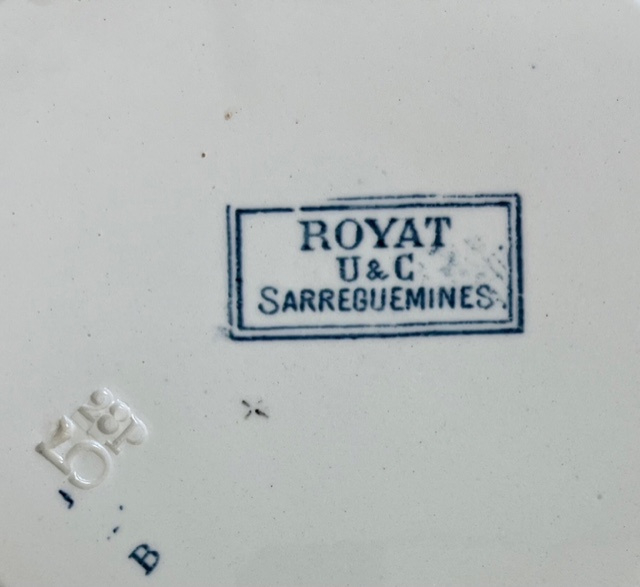 ROYAT
U & C
SARREGUEMINES
B